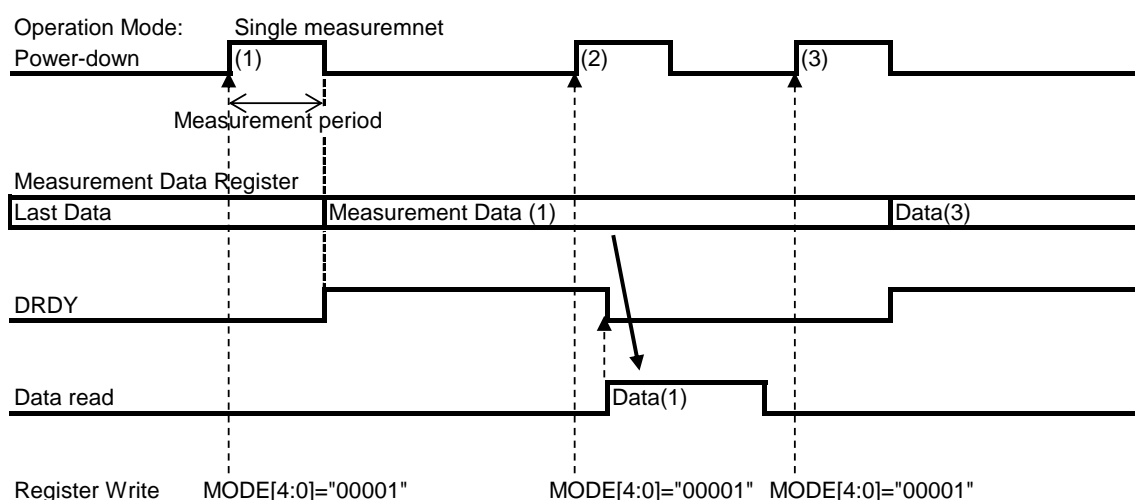 Operation Mode: Single measuremnet
Power-down (1) (2) (3)
Measurement period
Measurement Data Register
Last Data Measurement Data (1) Data(3)
DRDY
Data read Data(1)
Register Write MODE[4:0]="00001" MODE[4:0]="00001" MODE[4:0]="00001"